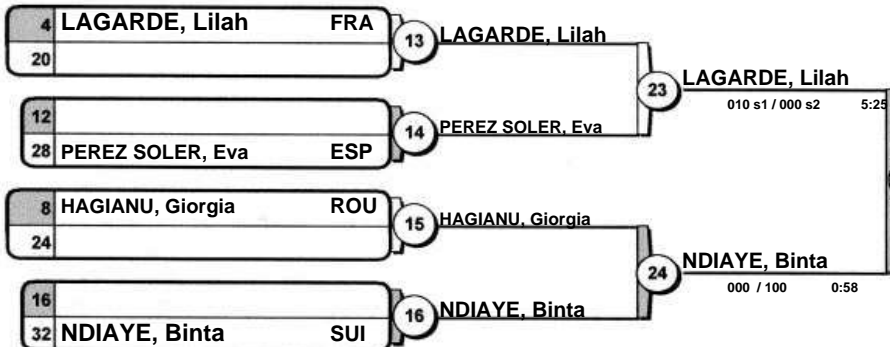 4 LAGARDE, Lilah FRA
20
13 LAGARDE, Lilah
12
28 PEREZ SOLER, Eva ESP
14 PEREZ SOLER, Eva
23 LAGARDE, Lilah
010 s1 / 000 s2 5:25
8 HAGIANU, Giorgia ROU
24
15 HAGIANU, Giorgia
16
32 NDIAYE, Binta SUI
16 NDIAYE, Binta
24 NDIAYE, Binta
000 / 100 0:58